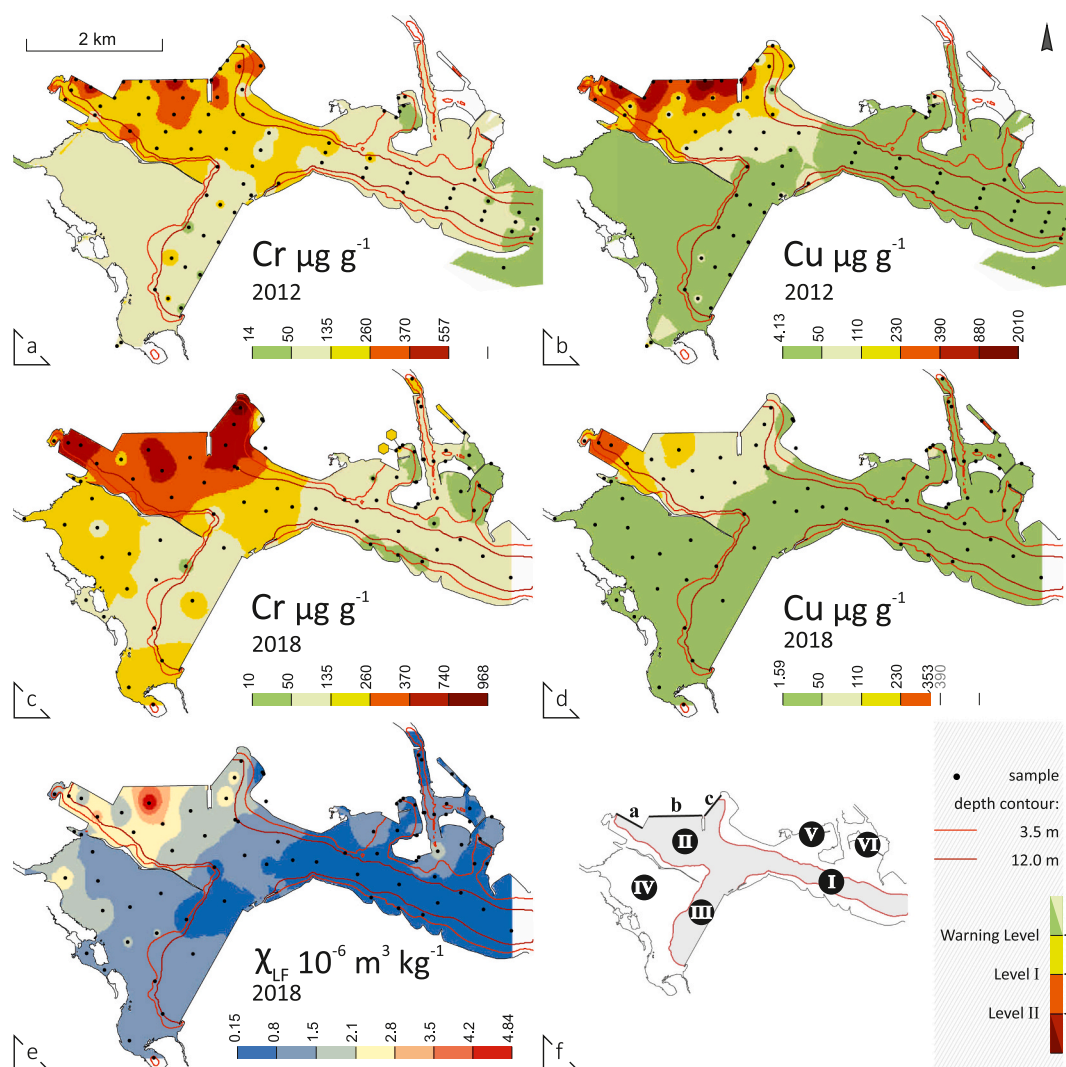 2 km
Cr µg g⁻¹
2012
14 50 135 260 370 557
a
Cu µg g⁻¹
2012
4.13 50 110 230 390 880 2010
b
Cr µg g⁻¹
2018
10 50 135 260 370 740 968
c
Cu µg g⁻¹
2018
1.59 50 110 230 353 390
d
χLF 10⁻⁶ m³ kg⁻¹
2018
0.15 0.8 1.5 2.1 2.8 3.5 4.2 4.84
e
a b c
II V VI
IV III I
f
sample
depth contour:
3.5 m
12.0 m
Warning Level
Level I
Level II